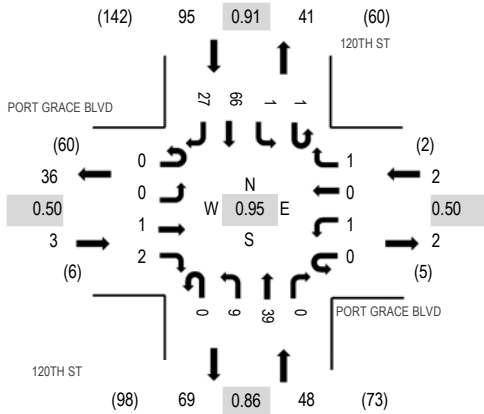 (142) 95 0.91 41 (60)
120TH ST
27 66 1 1
PORT GRACE BLVD
(60) 0 1 (2)
36 0 0 2
N
0.50 W 0.95 E 0.50
S
3 1 1 2
(6) 2 0 (5)
0 9 39 0
PORT GRACE BLVD
120TH ST
(98) 69 0.86 48 (73)